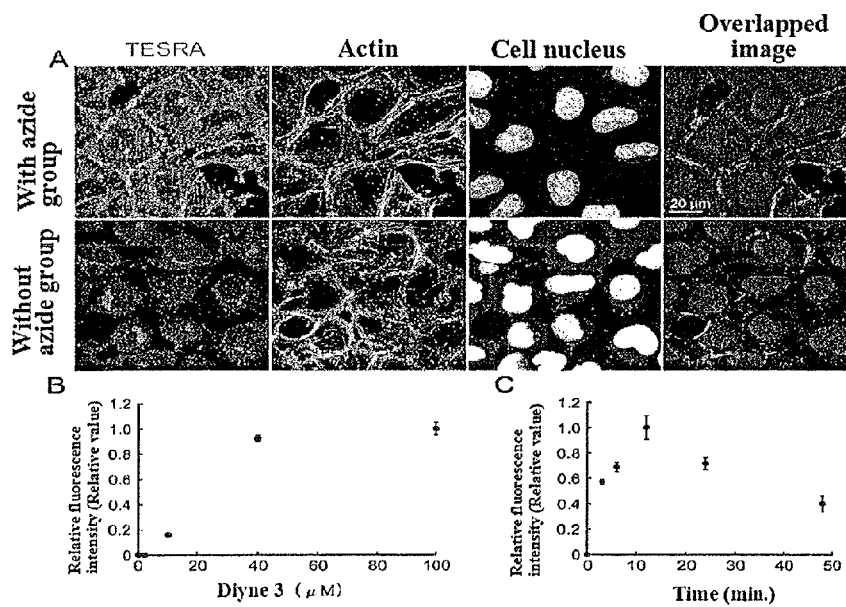 TESRA
Actin
Cell nucleus
Overlapped
image
A
With azide
group
20 μm
Without
azide group
B
Relative fluorescence
intensity (Relative value)
1.2
1.0
0.8
0.6
0.4
0.2
0
0 20 40 60 80 100
Diyne 3 (μM)
C
Relative fluorescence
intensity (Relative value)
1.2
1.0
0.8
0.6
0.4
0.2
0
0 10 20 30 40 50
Time (min.)